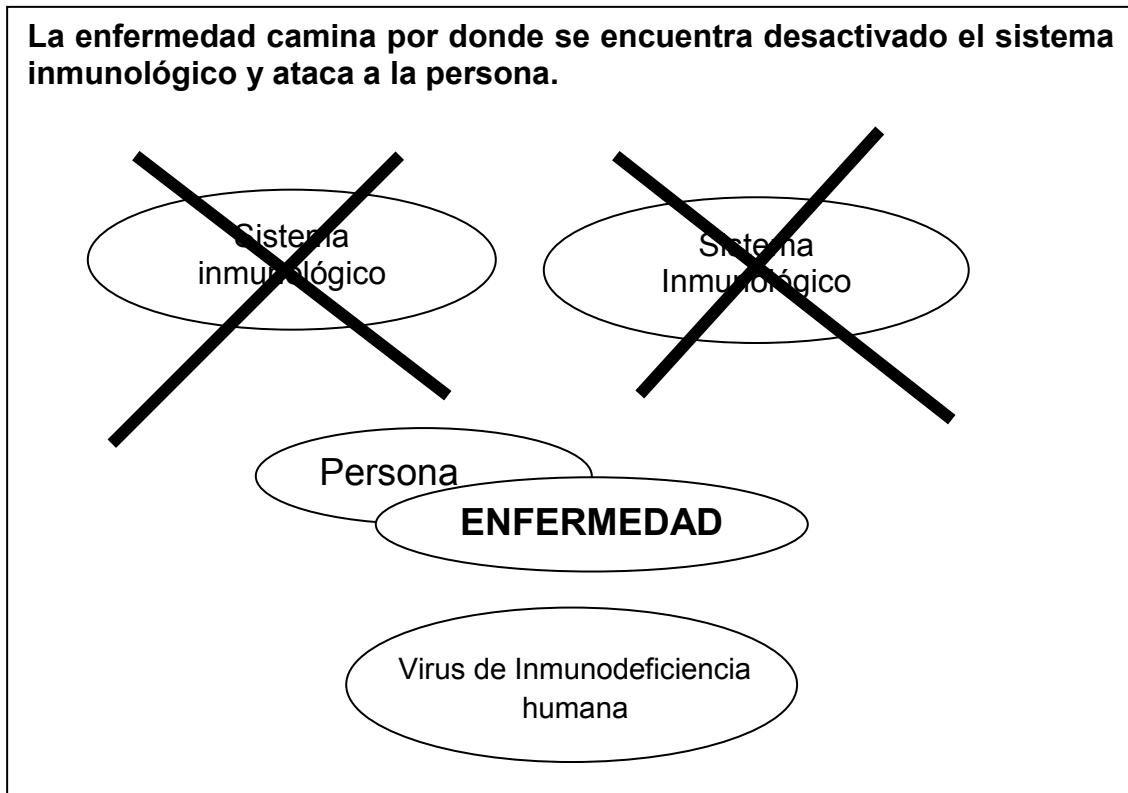 La enfermedad camina por donde se encuentra desactivado el sistema
inmunológico y ataca a la persona.
Sistema
inmunológico
Sistema
Inmunológico
Persona
ENFERMEDAD
Virus de Inmunodeficiencia
humana